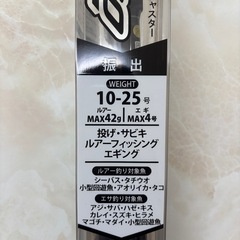 キャスター
振出
WEIGHT
10-25号
ルアー エギ
MAX42g MAX4号
投げ・サビキ
ルアーフィッシング
エギング
ルアー釣り対象魚
シーバス・タチウオ
小型回遊魚・アオリイカ・タコ
エサ釣り対象魚
アジ・サバ・ハゼ・キス
カレイ・スズキ・ヒラメ
マゴチ・マダイ・小型回遊魚